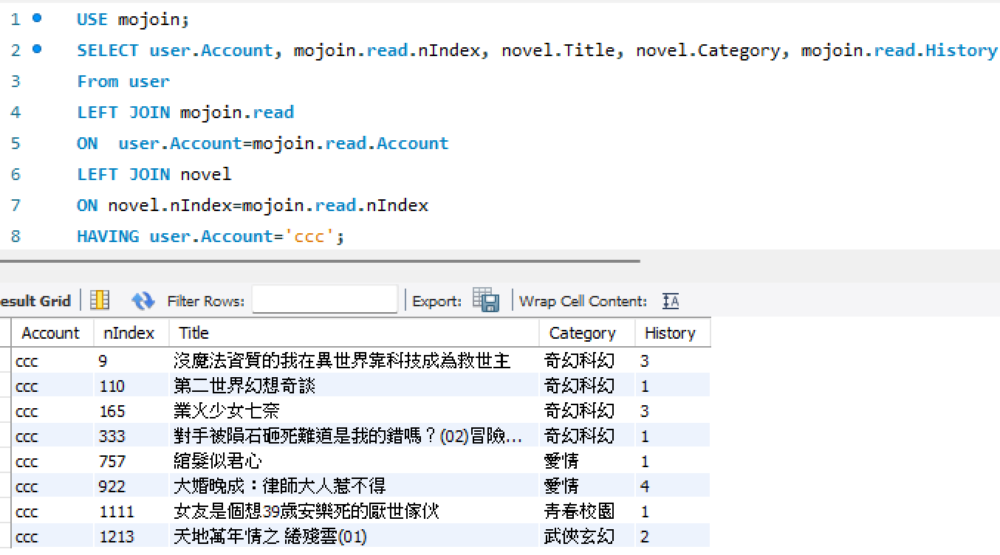 1 USE mojoin;
2 SELECT user.Account, mojoin.read.nIndex, novel.Title, novel.Category, mojoin.read.History
3 From user
4 LEFT JOIN mojoin.read
5 ON  user.Account=mojoin.read.Account
6 LEFT JOIN novel
7 ON novel.nIndex=mojoin.read.nIndex
8 HAVING user.Account='ccc';
esult Grid Filter Rows: Export: Wrap Cell Content: IA
Account nIndex Title Category History
ccc 9 沒魔法資質的我在異世界靠科技成為救世主 奇幻科幻 3
ccc 110 第二世界幻想奇談 奇幻科幻 1
ccc 165 業火少女七奈 奇幻科幻 3
ccc 333 對手被隕石砸死難道是我的錯嗎？(02)冒險... 奇幻科幻 1
ccc 757 綰髮似君心 愛情 1
ccc 922 大婚晚成：律師大人惹不得 愛情 4
ccc 1111 女友是個想39歲安樂死的厭世傢伙 青春校園 1
ccc 1213 天地萬年情之 綣殘雲(01) 武俠玄幻 2